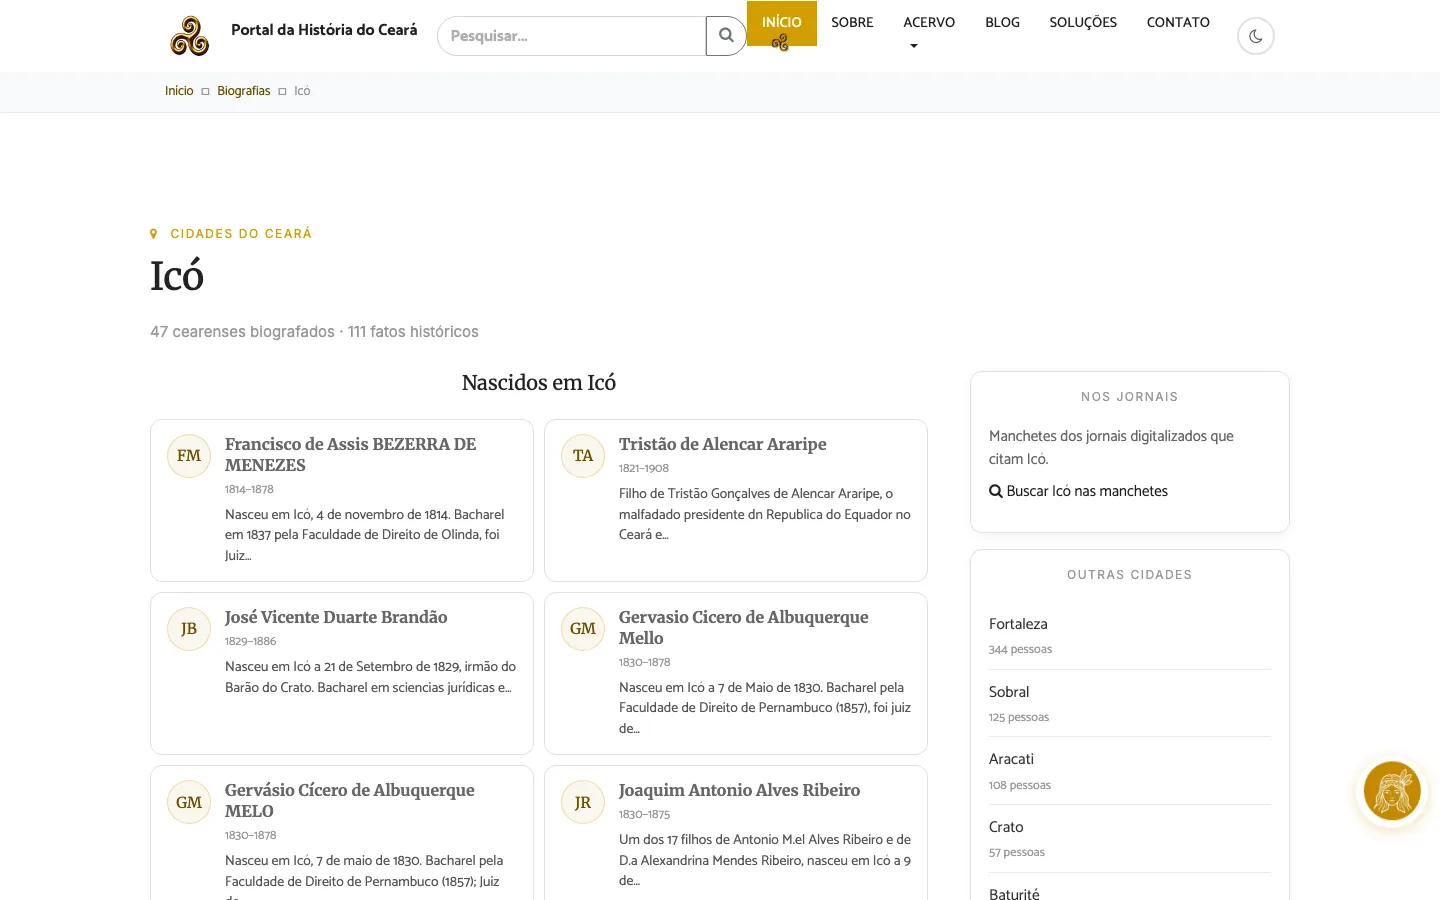 Portal da História do Ceará
Pesquisar...
INÍCIO
SOBRE
ACERVO
BLOG
SOLUÇÕES
CONTATO
Início
Biografias
Icó
CIDADES DO CEARÁ
Icó
47 cearenses biografados · 111 fatos históricos
Nascidos em Icó
FM
Francisco de Assis BEZERRA DE
MENEZES
1814–1878
Nasceu em Icó, 4 de novembro de 1814. Bacharel
em 1837 pela Faculdade de Direito de Olinda, foi
Juiz...
TA
Tristão de Alencar Araripe
1821–1908
Filho de Tristão Gonçalves de Alencar Araripe, o
malfadado presidente dn Republica do Equador no
Ceará e...
JB
José Vicente Duarte Brandão
1829–1886
Nasceu em Icó a 21 de Setembro de 1829, irmão do
Barão do Crato. Bacharel em sciencias jurídicas e...
GM
Gervasio Cicero de Albuquerque
Mello
1830–1878
Nasceu em Icó a 7 de Maio de 1830. Bacharel pela
Faculdade de Direito de Pernambuco (1857), foi juiz
de...
GM
Gervásio Cícero de Albuquerque
MELO
1830–1878
Nasceu em Icó, 7 de maio de 1830. Bacharel pela
Faculdade de Direito de Pernambuco (1857); Juiz
de...
JR
Joaquim Antonio Alves Ribeiro
1830–1875
Um dos 17 filhos de Antonio M.el Alves Ribeiro e de
D.a Alexandrina Mendes Ribeiro, nasceu em Icó a 9
de...
NOS JORNAIS
Manchetes dos jornais digitalizados que
citam Icó.
Buscar Icó nas manchetes
OUTRAS CIDADES
Fortaleza
344 pessoas
Sobral
125 pessoas
Aracati
108 pessoas
Crato
57 pessoas
Baturité